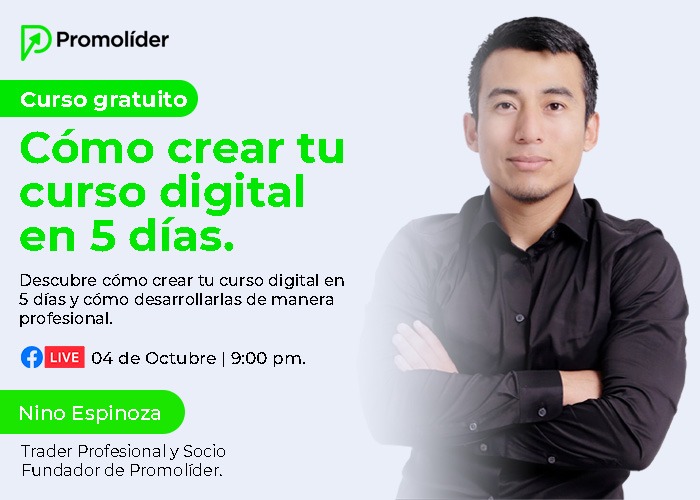 Promolíder
Curso gratuito
Cómo crear tu
curso digital
en 5 días.
Descubre cómo crear tu curso digital en
5 días y cómo desarrollarlas de manera
profesional.
LIVE 04 de Octubre | 9:00 pm.
Nino Espinoza
Trader Profesional y Socio
Fundador de Promolíder.